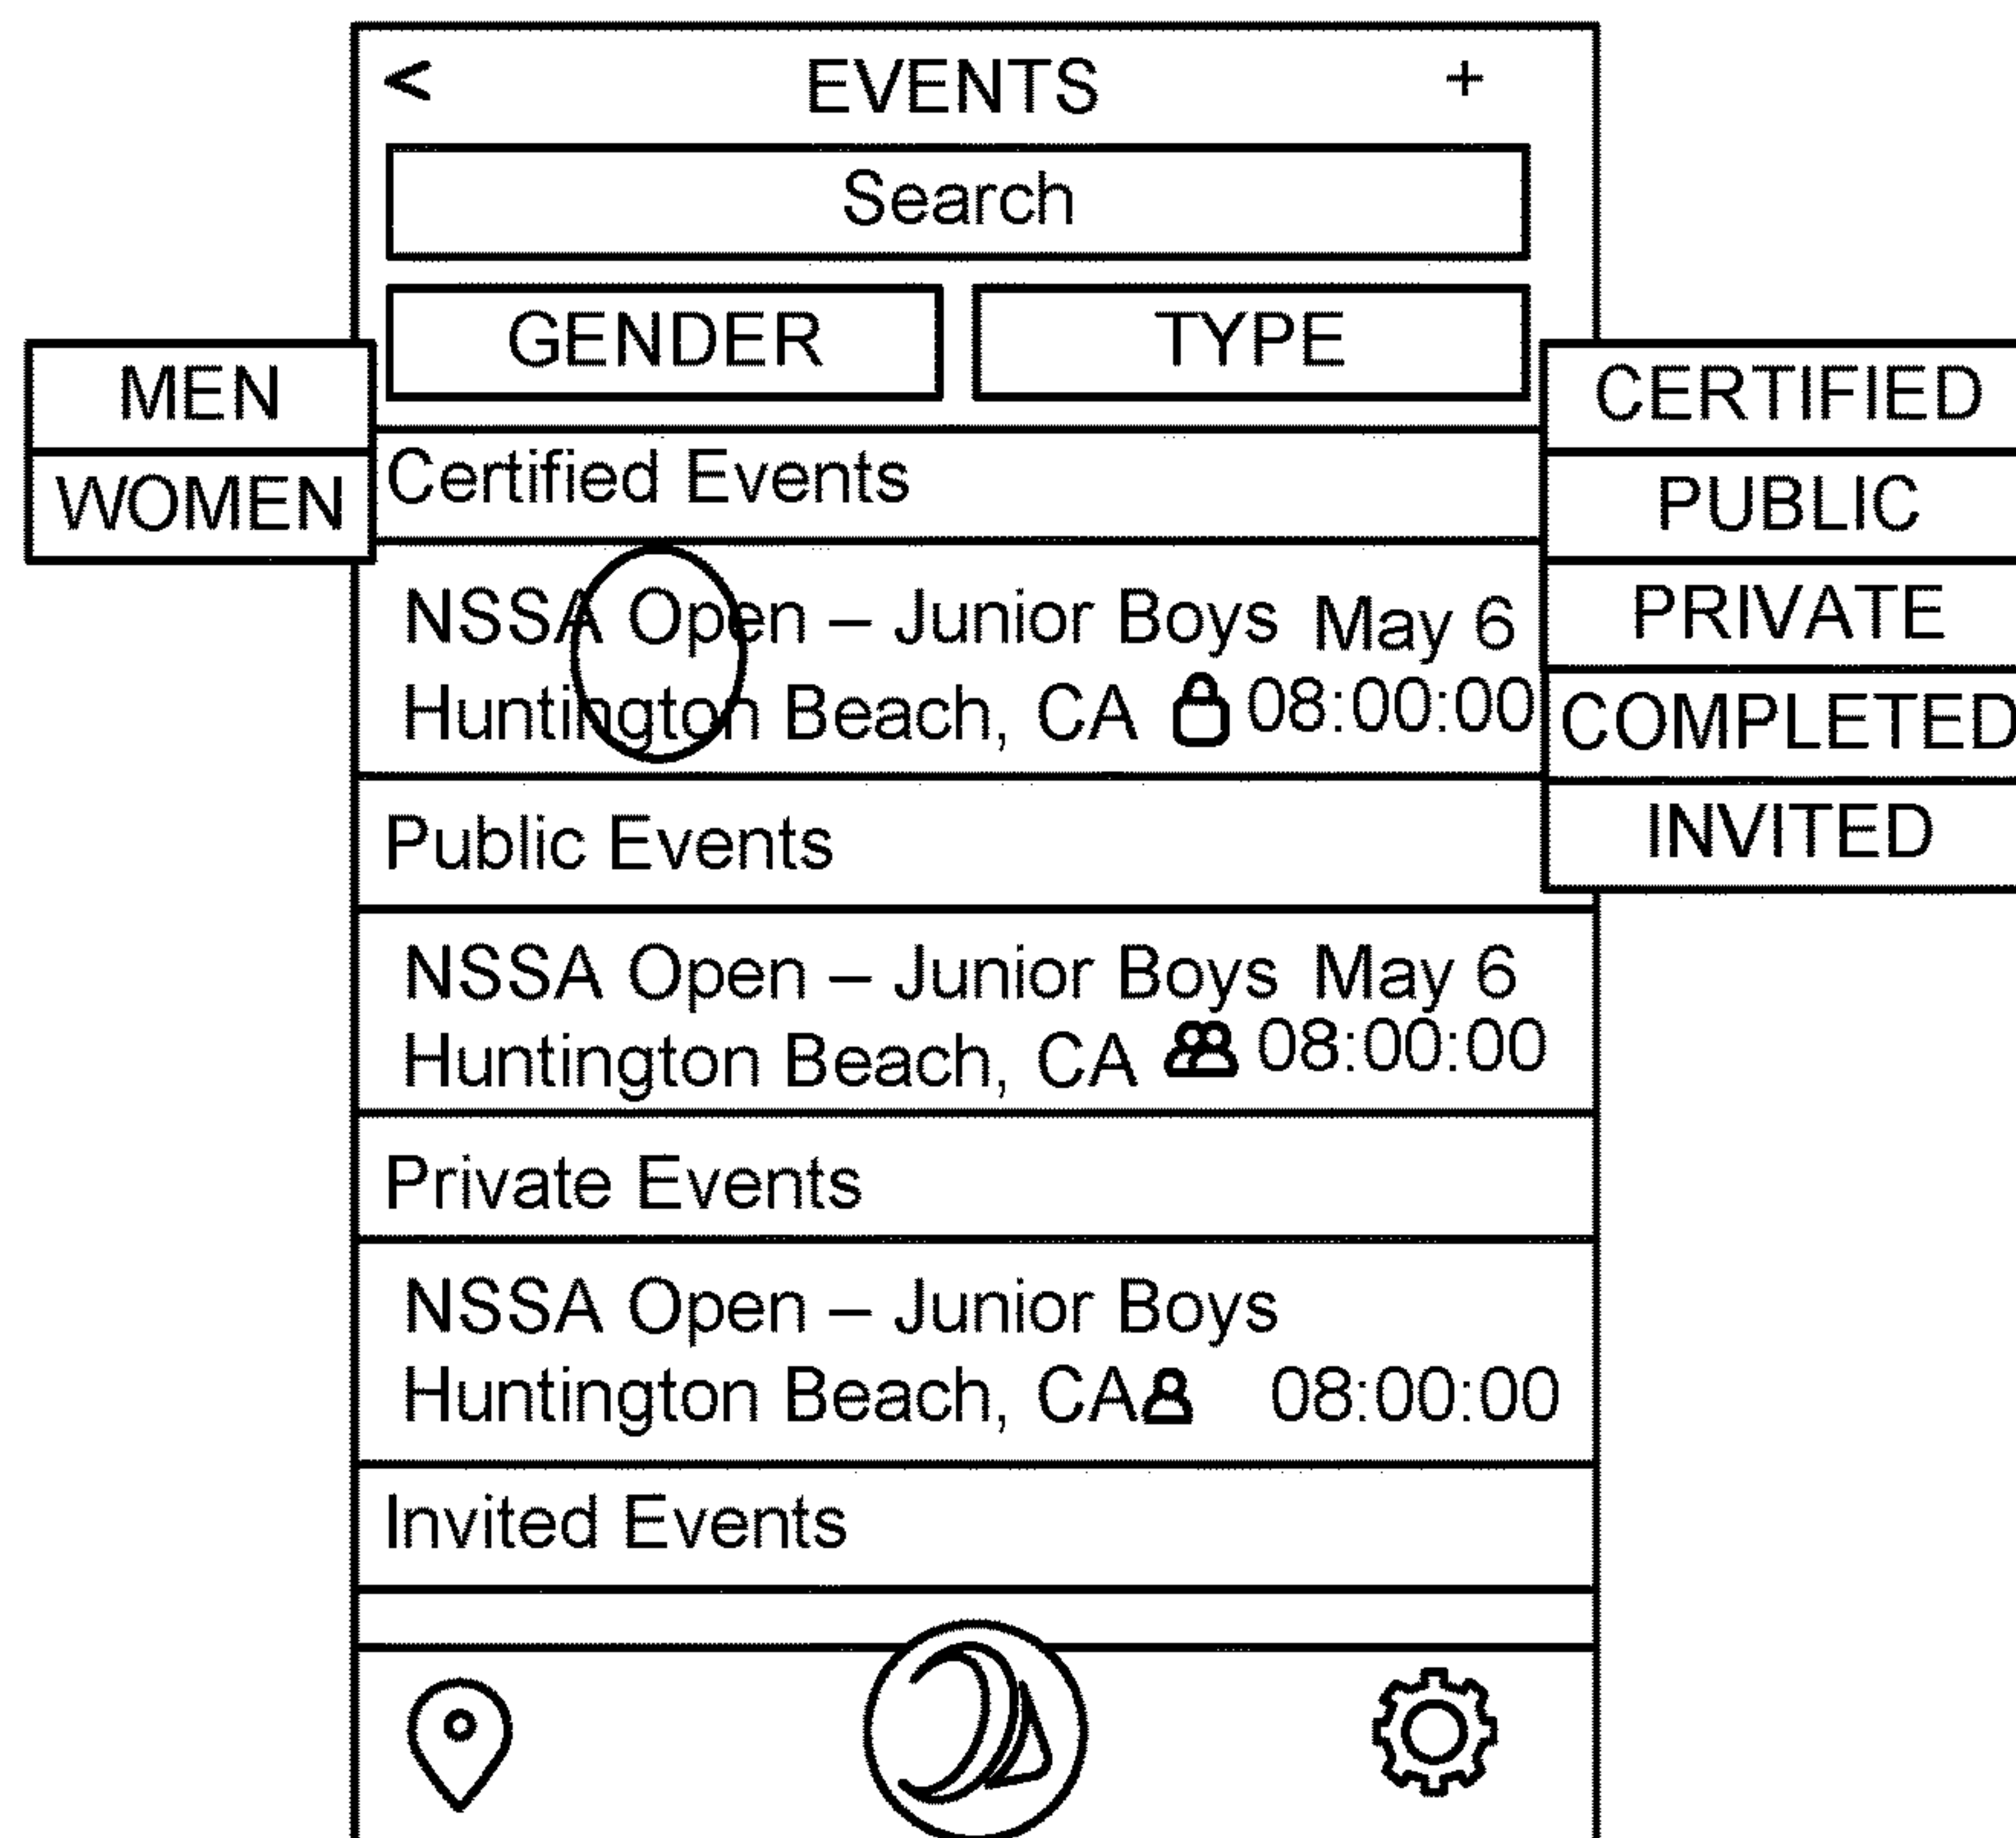 < EVENTS +
Search
GENDER TYPE
MEN
WOMEN
CERTIFIED
PUBLIC
PRIVATE
COMPLETED
INVITED
Certified Events
NSSA Open – Junior Boys May 6
Huntington Beach, CA 08:00:00
Public Events
NSSA Open – Junior Boys May 6
Huntington Beach, CA 08:00:00
Private Events
NSSA Open – Junior Boys
Huntington Beach, CA 08:00:00
Invited Events